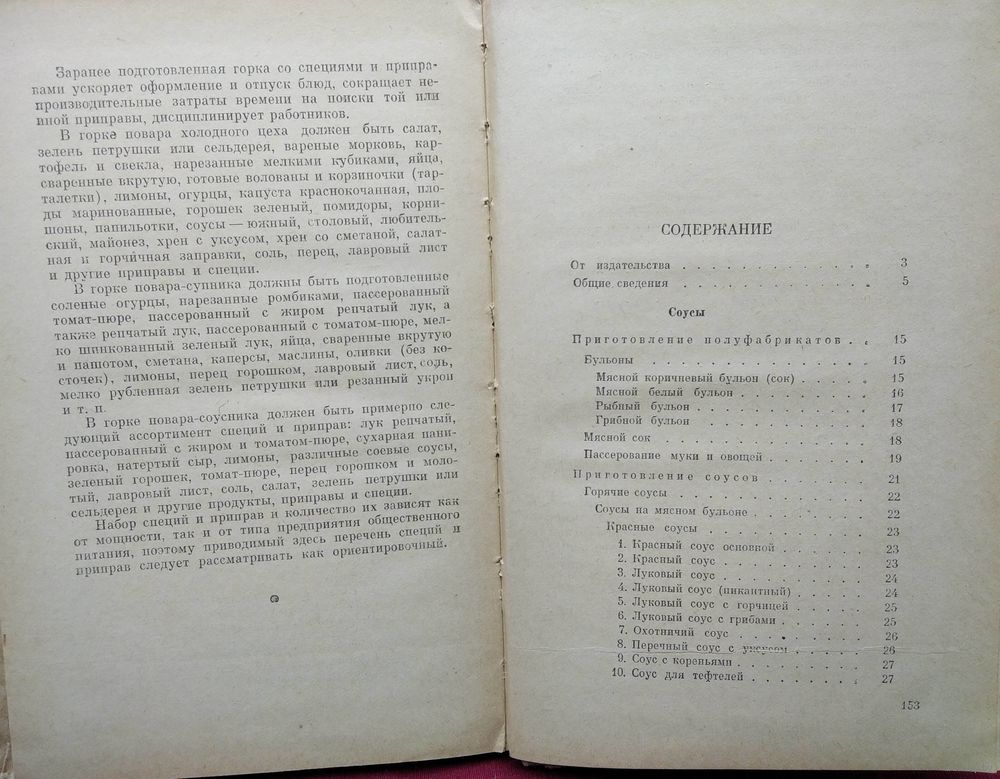 Заранее подготовленная горка со специями и припра-
вами ускоряет оформление и отпуск блюд, сокращает не-
производительные затраты времени на поиски той или
иной приправы, дисциплинирует работников.
В горке повара холодного цеха должен быть салат,
зелень петрушки или сельдерея, вареные морковь, кар-
тофель и свекла, нарезанные мелкими кубиками, яйца,
сваренные вкрутую, готовые волованы и корзиночки (тар-
талетки), лимоны, огурцы, капуста краснокочанная, пло-
ды маринованные, горошек зеленый, помидоры, корни-
шоны, папильотки, соусы — южный, столовый, любитель-
ский, майонез, хрен с уксусом, хрен со сметаной, салат-
ная и горчичная заправки, соль, перец, лавровый лист
и другие приправы и специи.
В горке повара-супника должны быть подготовленные
соленые огурцы, нарезанные ромбиками, пассерованный
томат-пюре, пассерованный с жиром репчатый лук, а
также репчатый лук, пассерованный с томатом-пюре, мел-
ко шинкованный зеленый лук, яйца, сваренные вкрутую
и пашотом, сметана, каперсы, маслины, оливки (без ко-
сточек), лимоны, перец горошком, лавровый лист, соль,
мелко рубленная зелень петрушки или резанный укроп
и т. п.
В горке повара-соусника должен быть примерно сле-
дующий ассортимент специй и приправ: лук репчатый,
пассерованный с жиром и томатом-пюре, сухарная пани-
ровка, натертый сыр, лимоны, различные соевые соусы,
зеленый горошек, томат-пюре, перец горошком и моло-
тый, лавровый лист, соль, салат, зелень петрушки или
сельдерея и другие продукты, приправы и специи.
Набор специй и приправ и количество их зависят как
от мощности, так и от типа предприятия общественного
питания, поэтому приводимый здесь перечень специй и
приправ следует рассматривать как ориентировочный.
СОДЕРЖАНИЕ
От издательства . . . . . . . . . . . . . 3
Общие сведения . . . . . . . . . . . . . 5
Соусы
Приготовление полуфабрикатов . . 15
Бульоны . . . . . . . . . . . . . 15
Мясной коричневый бульон (сок) . . . . 15
Мясной белый бульон . . . . . . . . 16
Рыбный бульон . . . . . . . . . . 17
Грибной бульон . . . . . . . . . . 18
Мясной сок . . . . . . . . . . . . . 18
Пассерование муки и овощей . . . . . . . 19
Приготовление соусов . . . . . . . 21
Горячие соусы . . . . . . . . . . . . 22
Соусы на мясном бульоне . . . . . . . 22
Красные соусы . . . . . . . . . . 23
1. Красный соус основной . . . . . 23
2. Красный соус . . . . . . . . . 23
3. Луковый соус . . . . . . . . . 24
4. Луковый соус (пикантный) . . . . 24
5. Луковый соус с горчицей . . . . 25
6. Луковый соус с грибами . . . . . 25
7. Охотничий соус . . . . . . . . 26
8. Перечный соус с уксусом . . . . 26
9. Соус с кореньями . . . . . . . . 27
10. Соус для тефтелей . . . . . . . 27
153